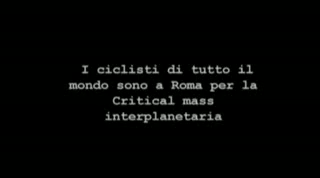 I ciclisti di tutto il
mondo sono a Roma per la
Critical mass
interplanetaria